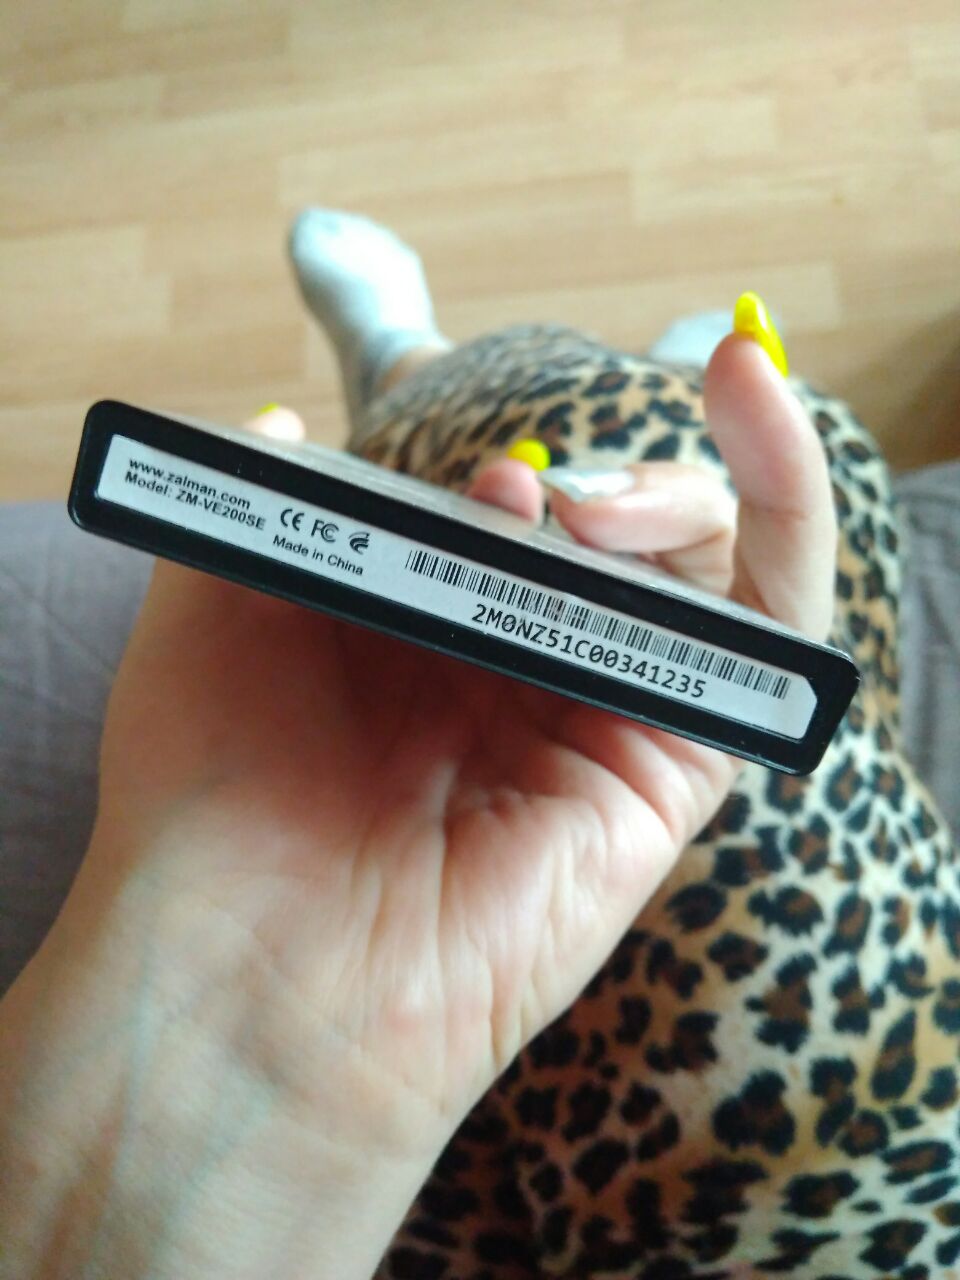 www.zalman.com
Model: ZM-VE200SE
CE FC
Made in China
2M0NZ51C00341235